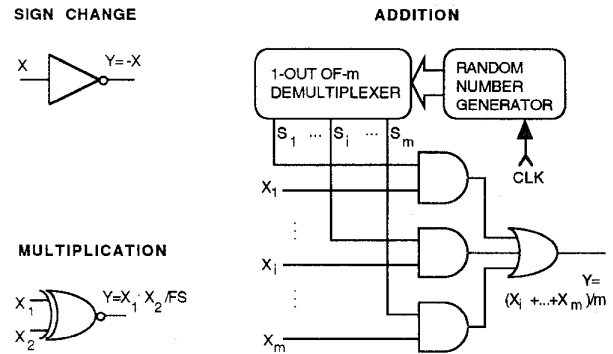 SIGN CHANGE
X
Y=-X
MULTIPLICATION
X1
X2
Y=X1· X2 /FS
ADDITION
1-OUT OF-m
DEMULTIPLEXER
RANDOM
NUMBER
GENERATOR
S1 ... Si ... Sm
CLK
X1
⋮
Xi
⋮
Xm
Y=
(Xi +...+Xm)/m